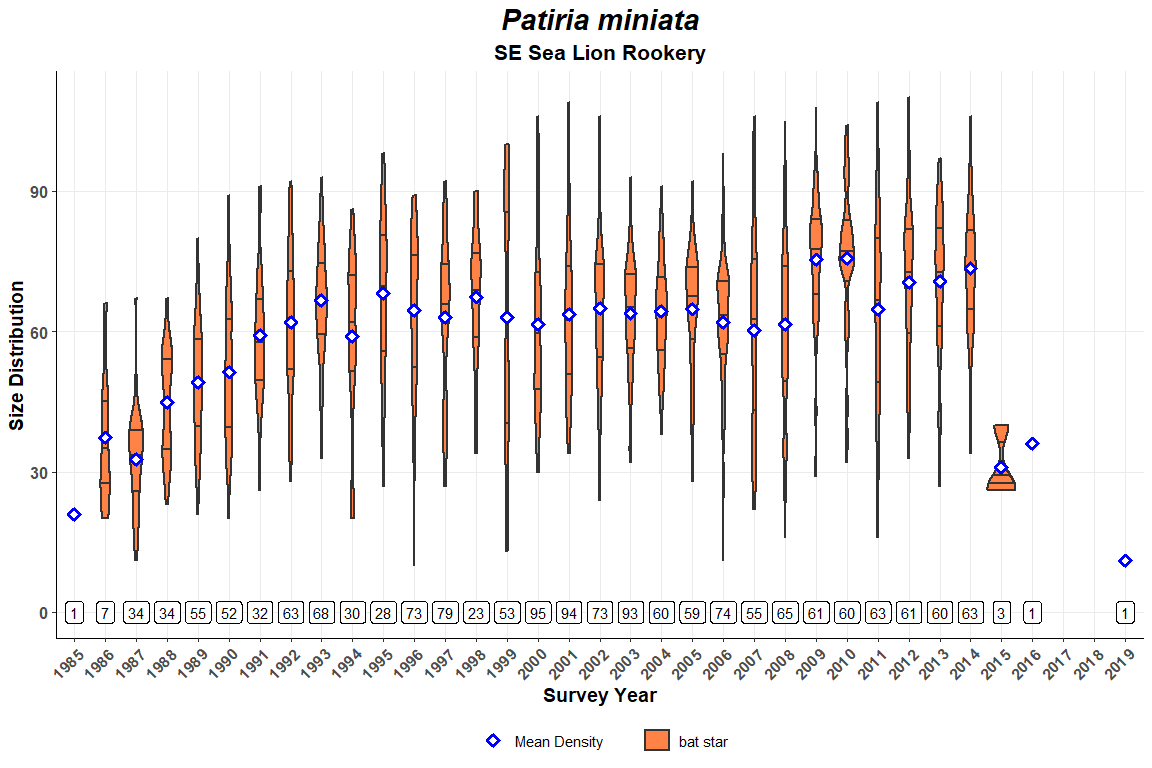 Patiria miniata
SE Sea Lion Rookery
Size Distribution
90
60
30
0
1 7 34 34 55 52 32 63 68 30 28 73 79 23 53 95 94 73 93 60 59 74 55 65 61 60 63 61 60 63 3 1 1
1985 1986 1987 1988 1989 1990 1991 1992 1993 1994 1995 1996 1997 1998 1999 2000 2001 2002 2003 2004 2005 2006 2007 2008 2009 2010 2011 2012 2013 2014 2015 2016 2017 2018 2019
Survey Year
Mean Density bat star